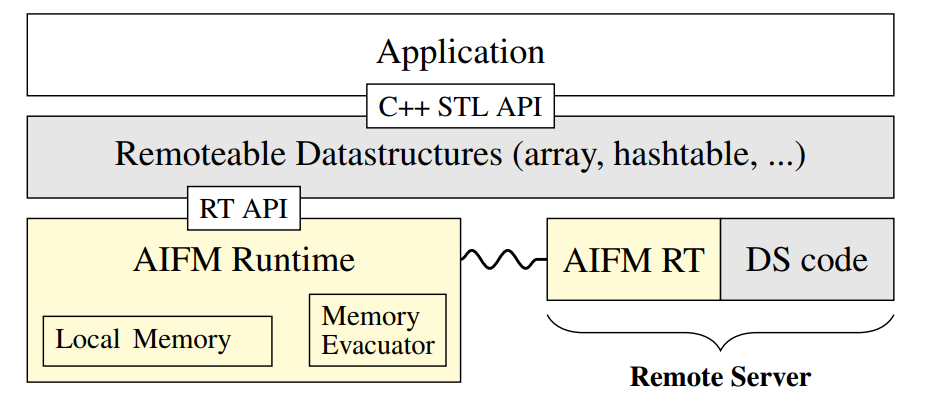 Application
C++ STL API
Remoteable Datastructures (array, hashtable, ...)
RT API
AIFM Runtime
AIFM RT
DS code
Local Memory
Memory
Evacuator
Remote Server